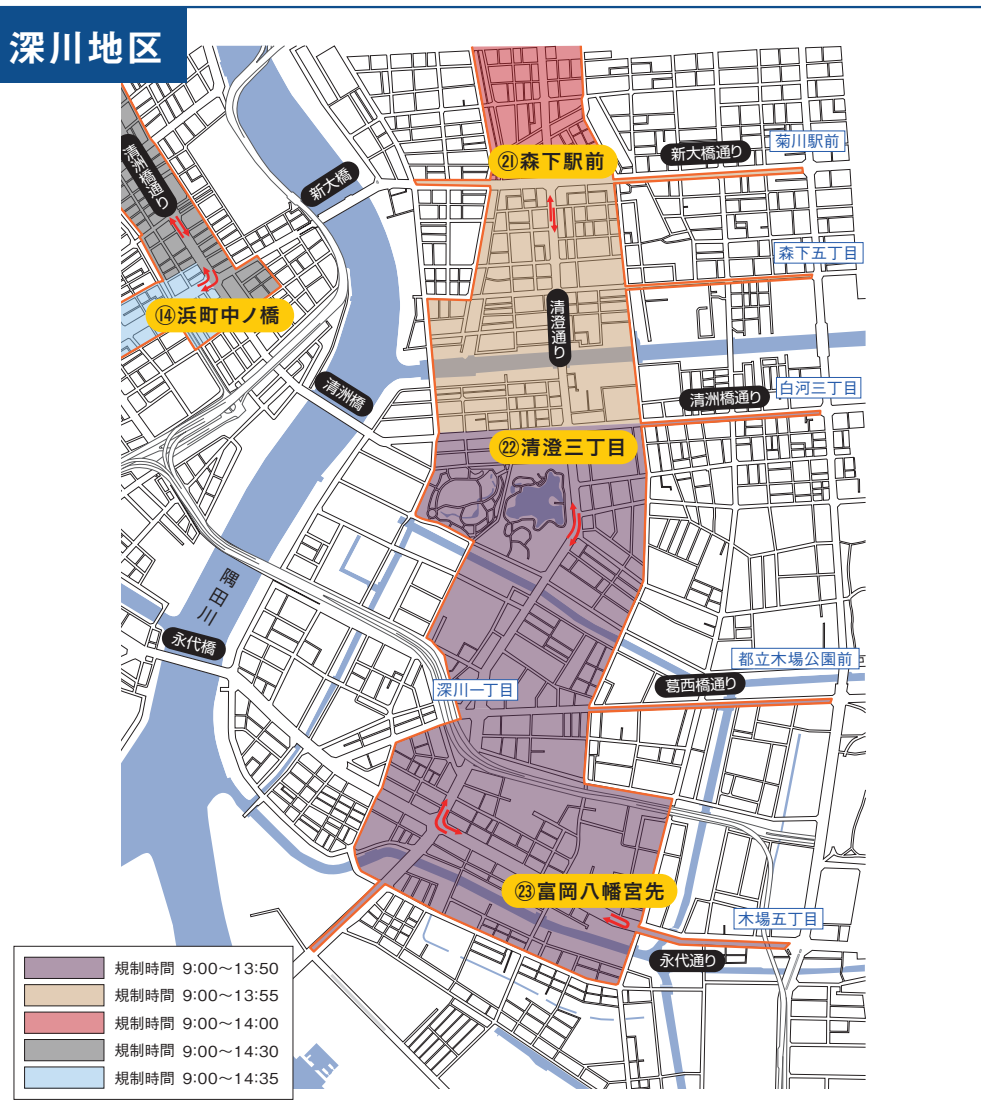 深川地区
菊川駅前
新大橋通り
㉑森下駅前
清洲橋通り
新大橋
森下五丁目
⑭浜町中ノ橋
清澄通り
白河三丁目
清洲橋
清洲橋通り
㉒清澄三丁目
隅田川
永代橋
都立木場公園前
深川一丁目
葛西橋通り
㉓富岡八幡宮先
木場五丁目
永代通り
規制時間 9:00〜13:50
規制時間 9:00〜13:55
規制時間 9:00〜14:00
規制時間 9:00〜14:30
規制時間 9:00〜14:35